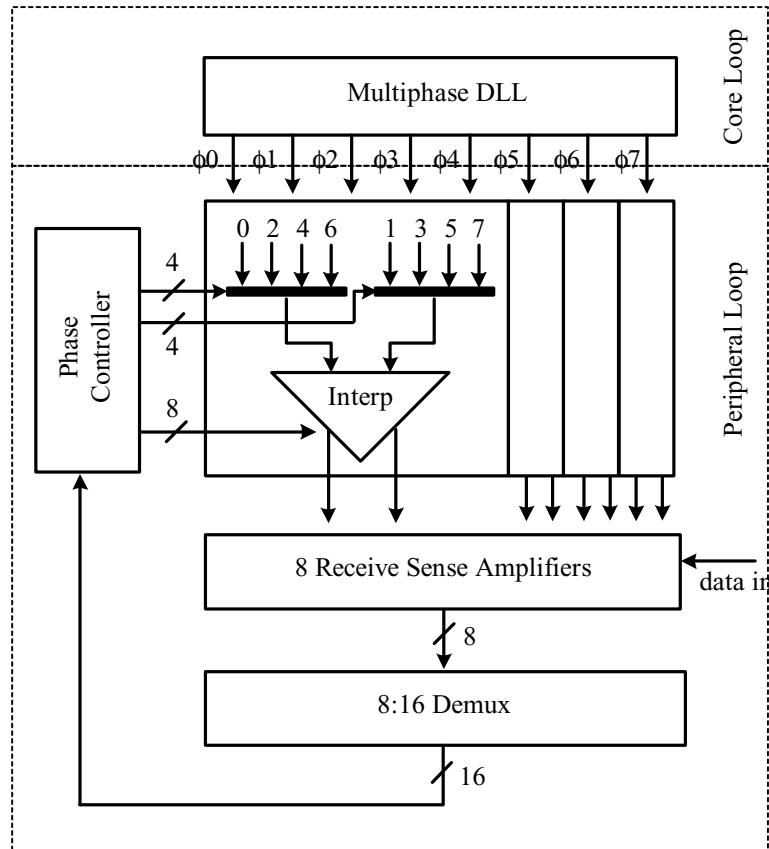 Multiphase DLL
Core Loop
ϕ0 ϕ1 ϕ2 ϕ3 ϕ4 ϕ5 ϕ6 ϕ7
0 2 4 6 1 3 5 7
4
4
8
Phase
Controller
Interp
Peripheral Loop
8 Receive Sense Amplifiers
data in
8
8:16 Demux
16